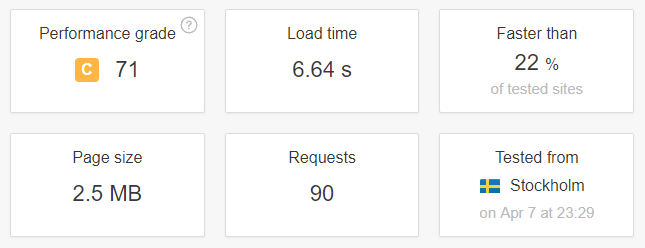 Performance grade ?
C 71
Load time
6.64 s
Faster than
22 %
of tested sites
Page size
2.5 MB
Requests
90
Tested from
Stockholm
on Apr 7 at 23:29